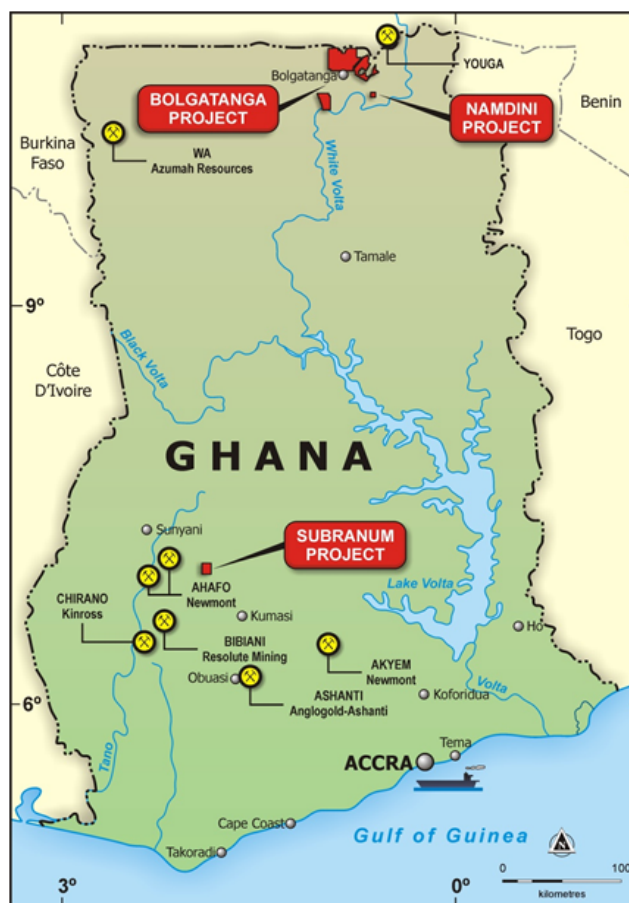 YOUGA
Bolgatanga
BOLGATANGA
PROJECT
NAMDINI
PROJECT
Benin
Burkina
Faso
WA
Azumah Resources
White Volta
Tamale
9º
Togo
Black Volta
Côte
D'Ivoire
GHANA
Sunyani
SUBRANUM
PROJECT
AHAFO
Newmont
Lake Volta
CHIRANO
Kinross
Kumasi
Ho
BIBIANI
Resolute Mining
AKYEM
Newmont
Obuasi
ASHANTI
Anglogold-Ashanti
Koforidua
Volta
6º
Tano
Tema
ACCRA
Cape Coast
Gulf of Guinea
N
Takoradi
0 100
kilometres
3º 0º